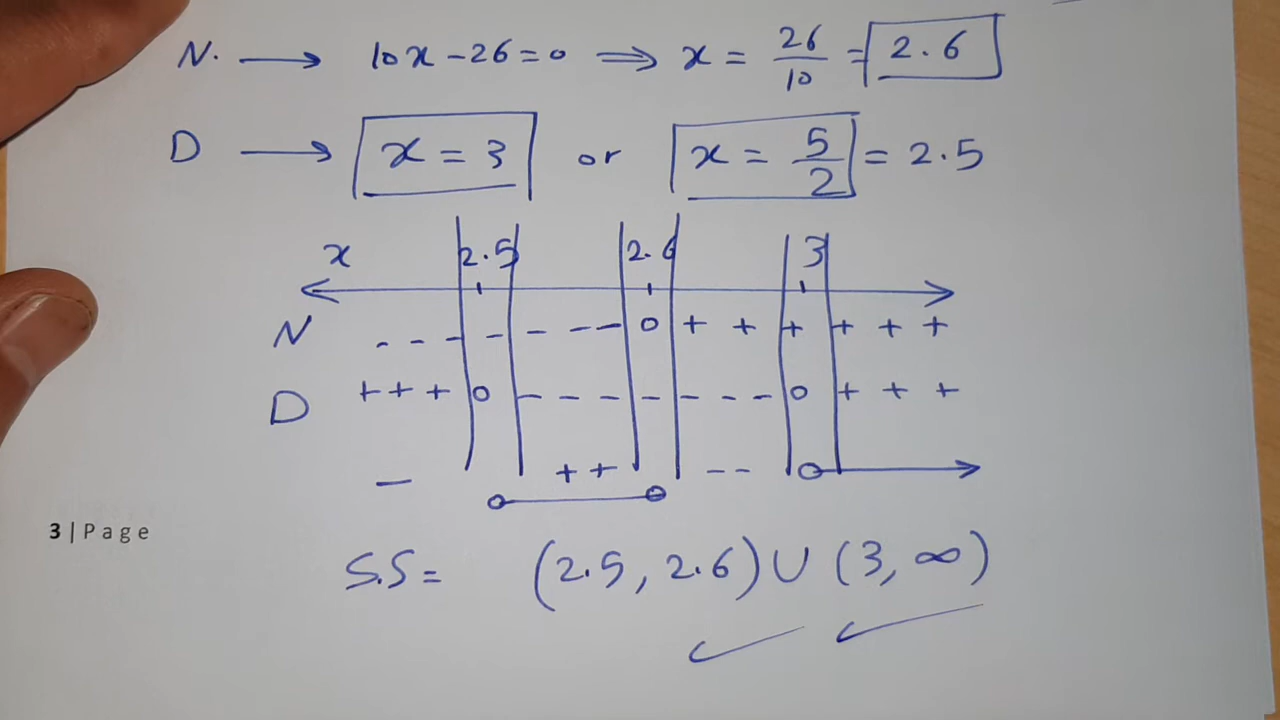 N. → 10x - 26 = 0 ⇒ x = 26/10 = 2.6
D → x = 3 or x = 5/2 = 2.5
x 2.5 2.6 3
N - - - - - - - 0 + + + + + +
D + + + 0 - - - - - - - 0 + + +
- + + - -
3 | Page
S.S = (2.5, 2.6) ∪ (3, ∞)